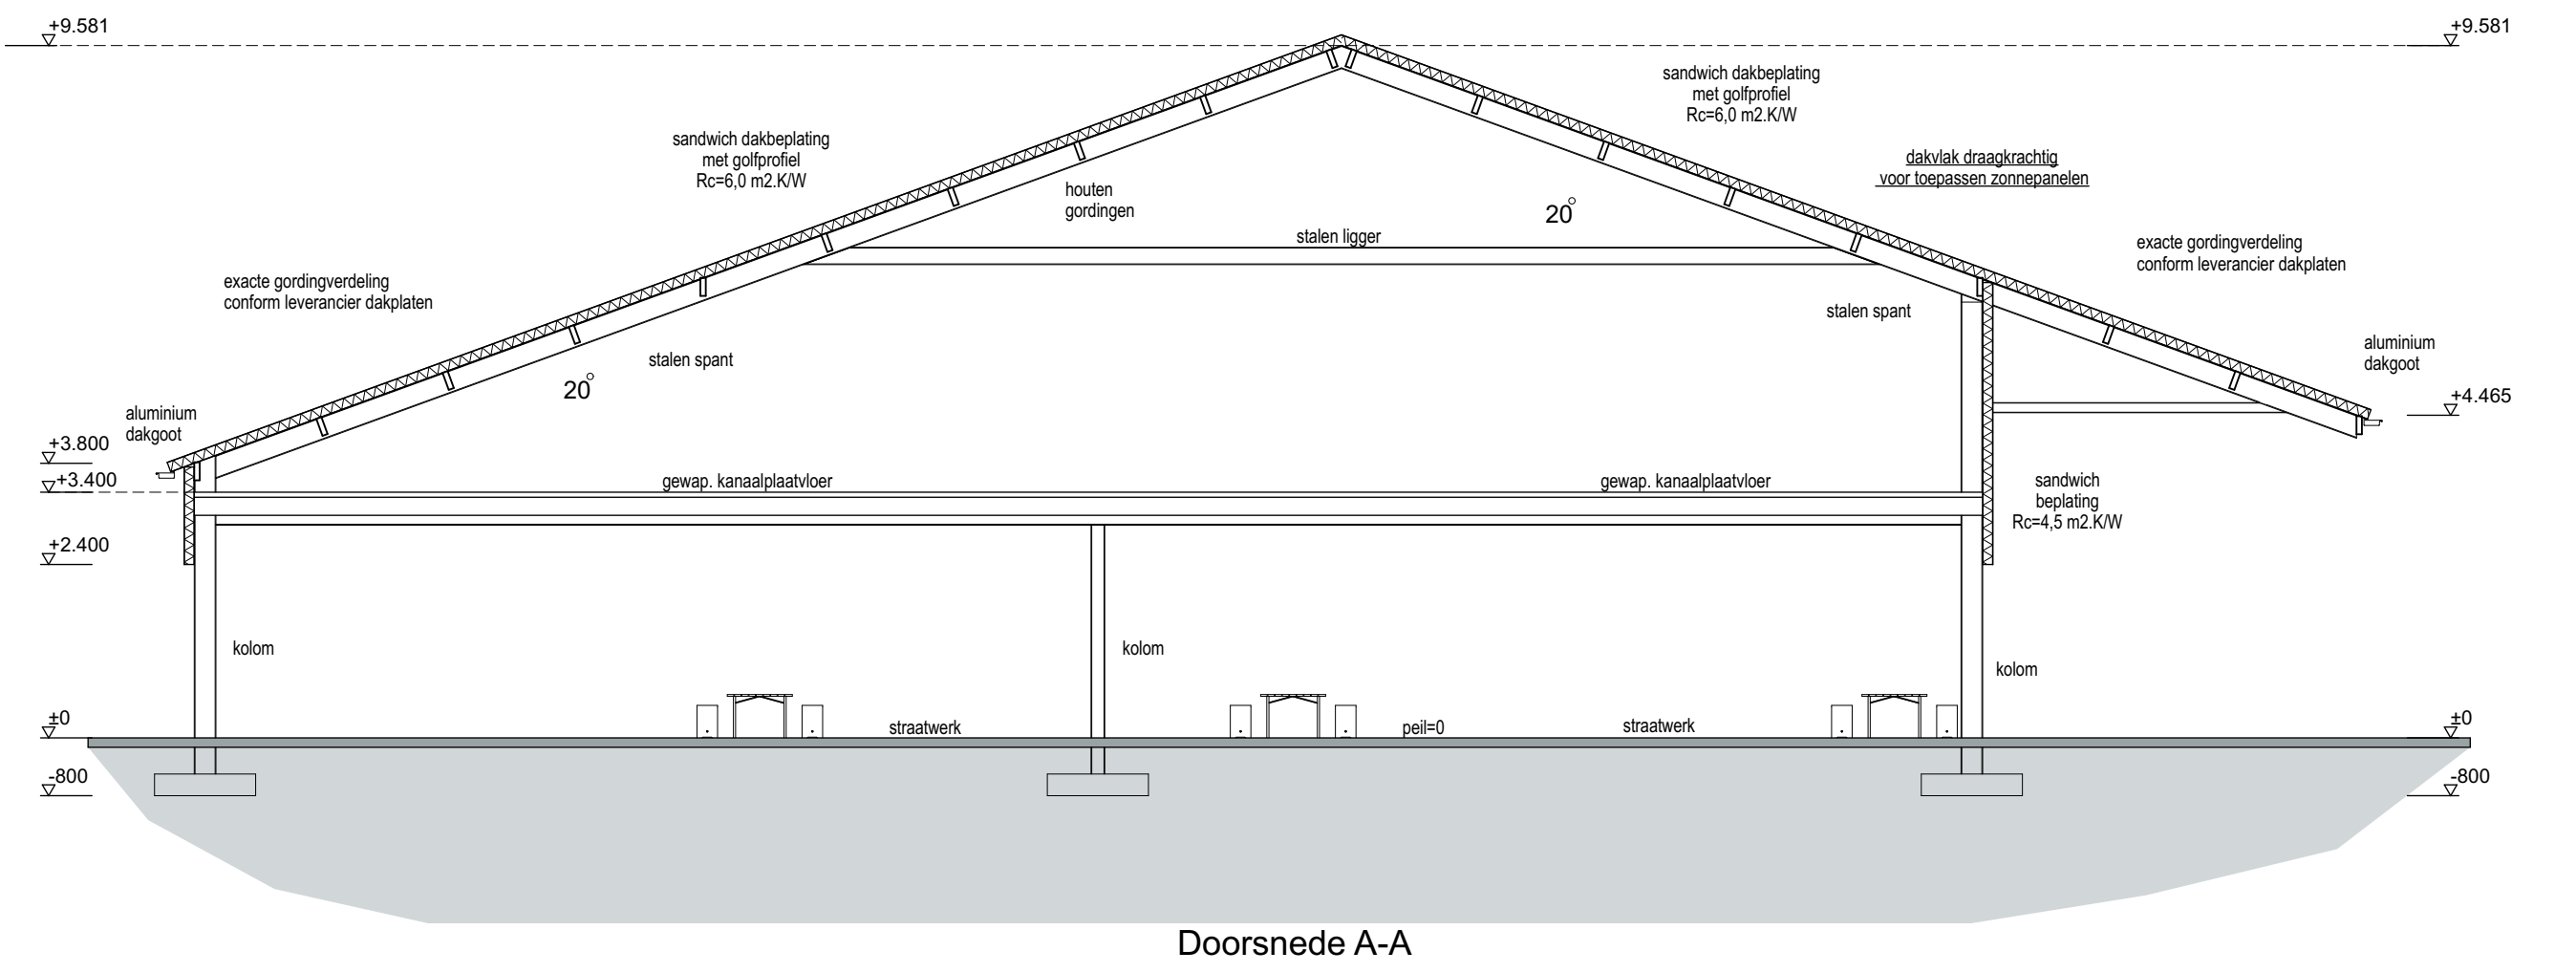 +9.581
+9.581
sandwich dakbeplating
met golfprofiel
Rc=6,0 m2.K/W
sandwich dakbeplating
met golfprofiel
Rc=6,0 m2.K/W
dakvlak draagkrachtig
voor toepassen zonnepanelen
houten
gordingen
20°
stalen ligger
exacte gordingverdeling
conform leverancier dakplaten
exacte gordingverdeling
conform leverancier dakplaten
stalen spant
stalen spant
20°
aluminium
dakgoot
+4.465
aluminium
dakgoot
+3.800
+3.400
gewap. kanaalplaatvloer
gewap. kanaalplaatvloer
sandwich
beplating
Rc=4,5 m2.K/W
+2.400
kolom
kolom
kolom
±0
straatwerk
peil=0
straatwerk
±0
-800
-800
Doorsnede A-A